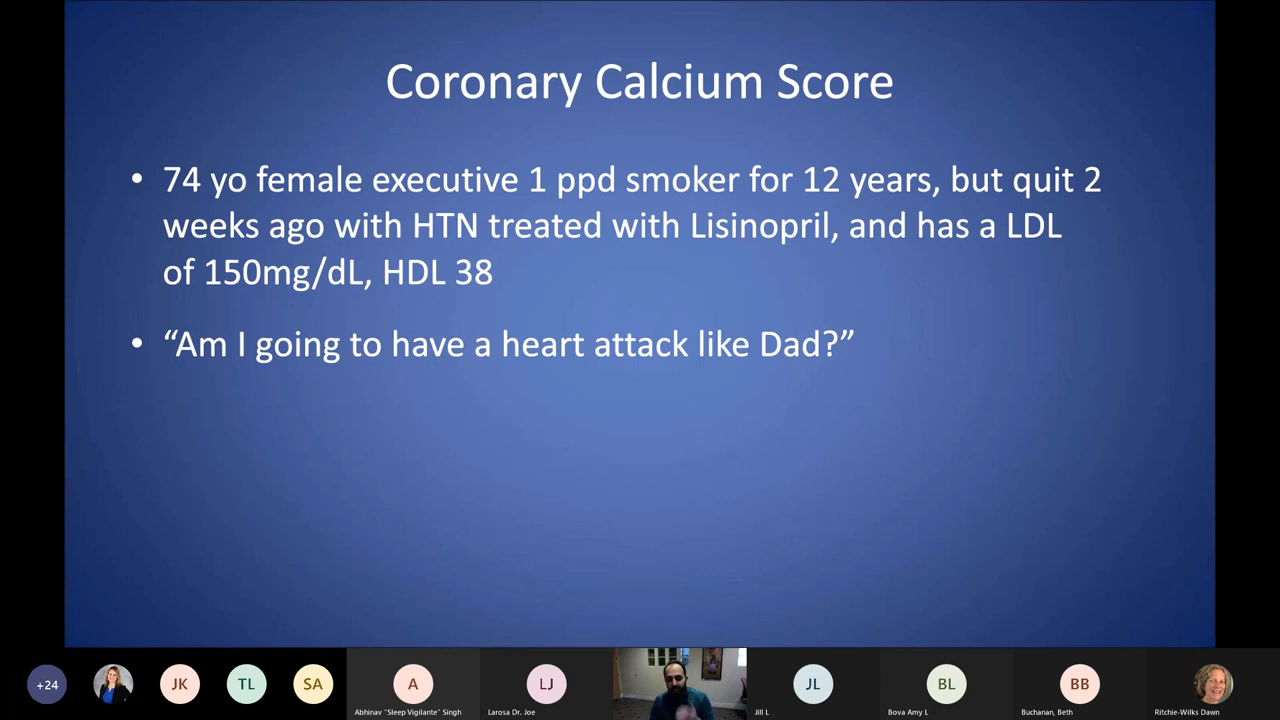 Coronary Calcium Score
• 74 yo female executive 1 ppd smoker for 12 years, but quit 2
weeks ago with HTN treated with Lisinopril, and has a LDL
of 150mg/dL, HDL 38
• “Am I going to have a heart attack like Dad?”
+24
JK
TL
SA
A
LJ
JL
BL
BB
Abhinav "Sleep Vigilante" Singh
Larosa Dr. Joe
Jill L
Bova Amy L
Buchanan, Beth
Ritchie-Wilks Dawn